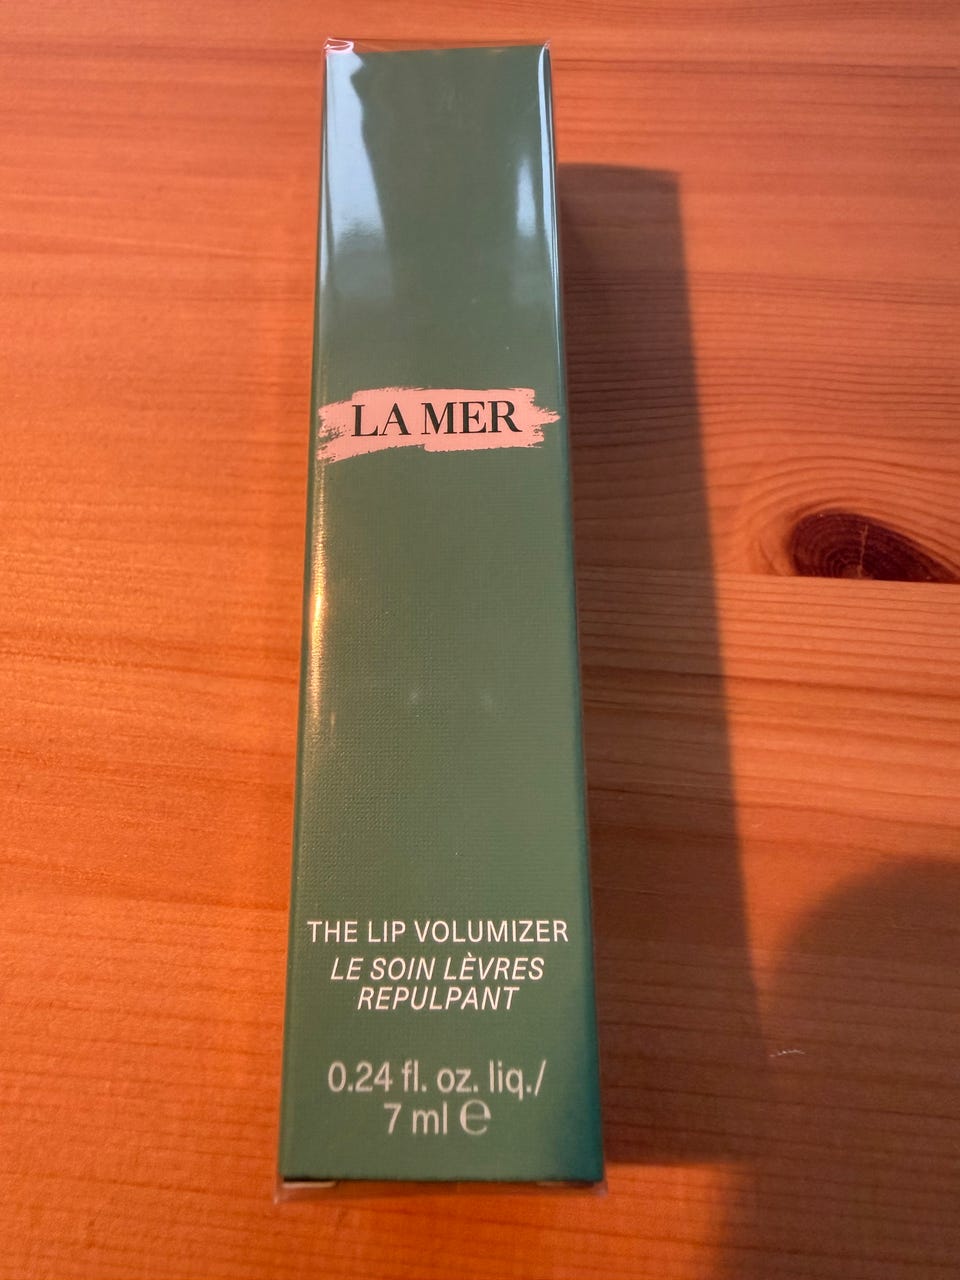 LA MER
THE LIP VOLUMIZER
LE SOIN LÈVRES
REPULPANT
0.24 fl. oz. liq./
7 ml ℮